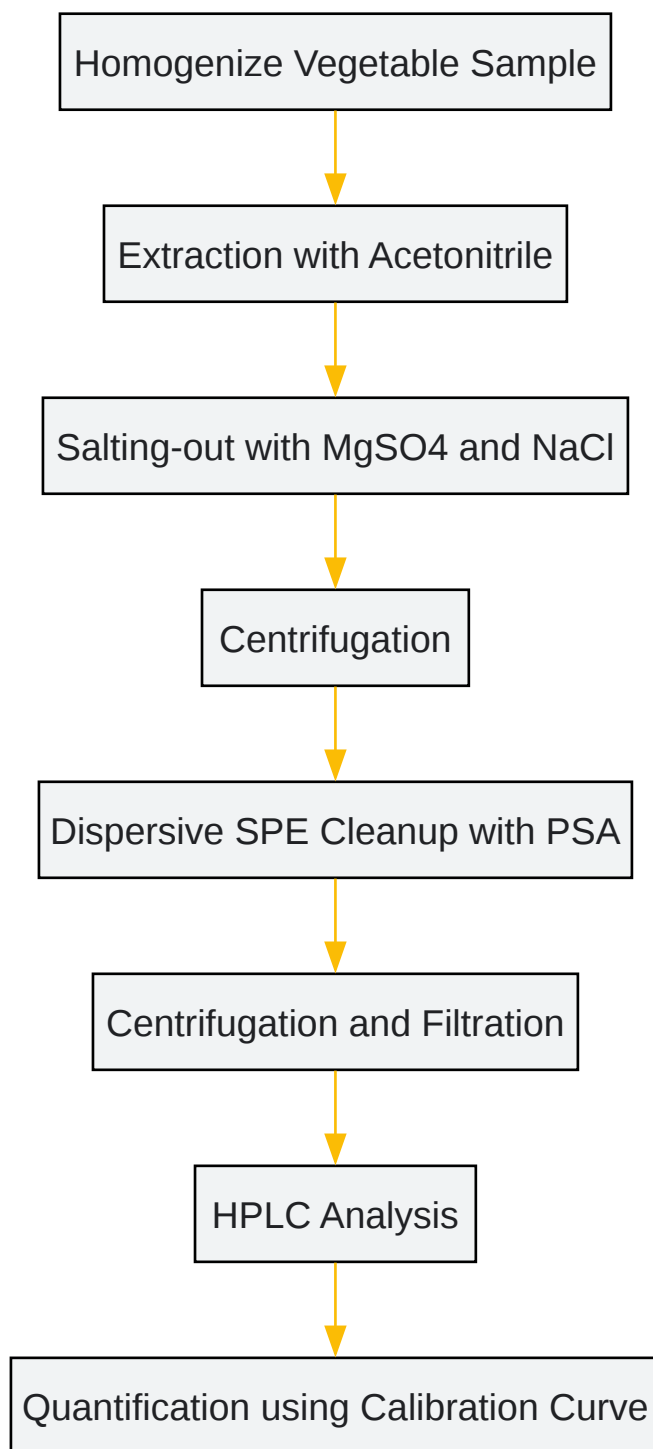 Homogenize Vegetable Sample
Extraction with Acetonitrile
Salting-out with MgSO4 and NaCl
Centrifugation
Dispersive SPE Cleanup with PSA
Centrifugation and Filtration
HPLC Analysis
Quantification using Calibration Curve